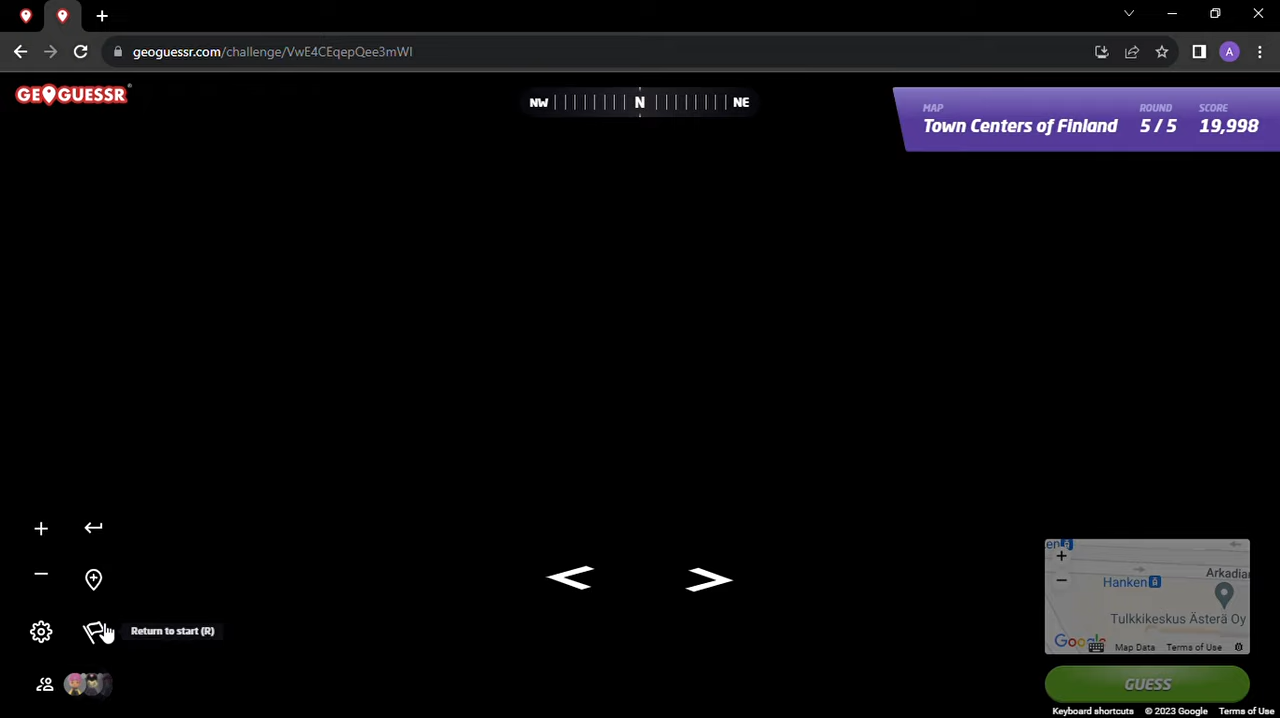 geoguessr.com/challenge/VwE4CEqepQee3mWI
A
GEOGUESSR
NW N NE
MAP ROUND SCORE
Town Centers of Finland 5 / 5 19,998
Return to start (R)
Hanken
Arkadia
Tulkkikeskus Ästerä Oy
Google Map Data Terms of Use
GUESS
Keyboard shortcuts © 2023 Google Terms of Use